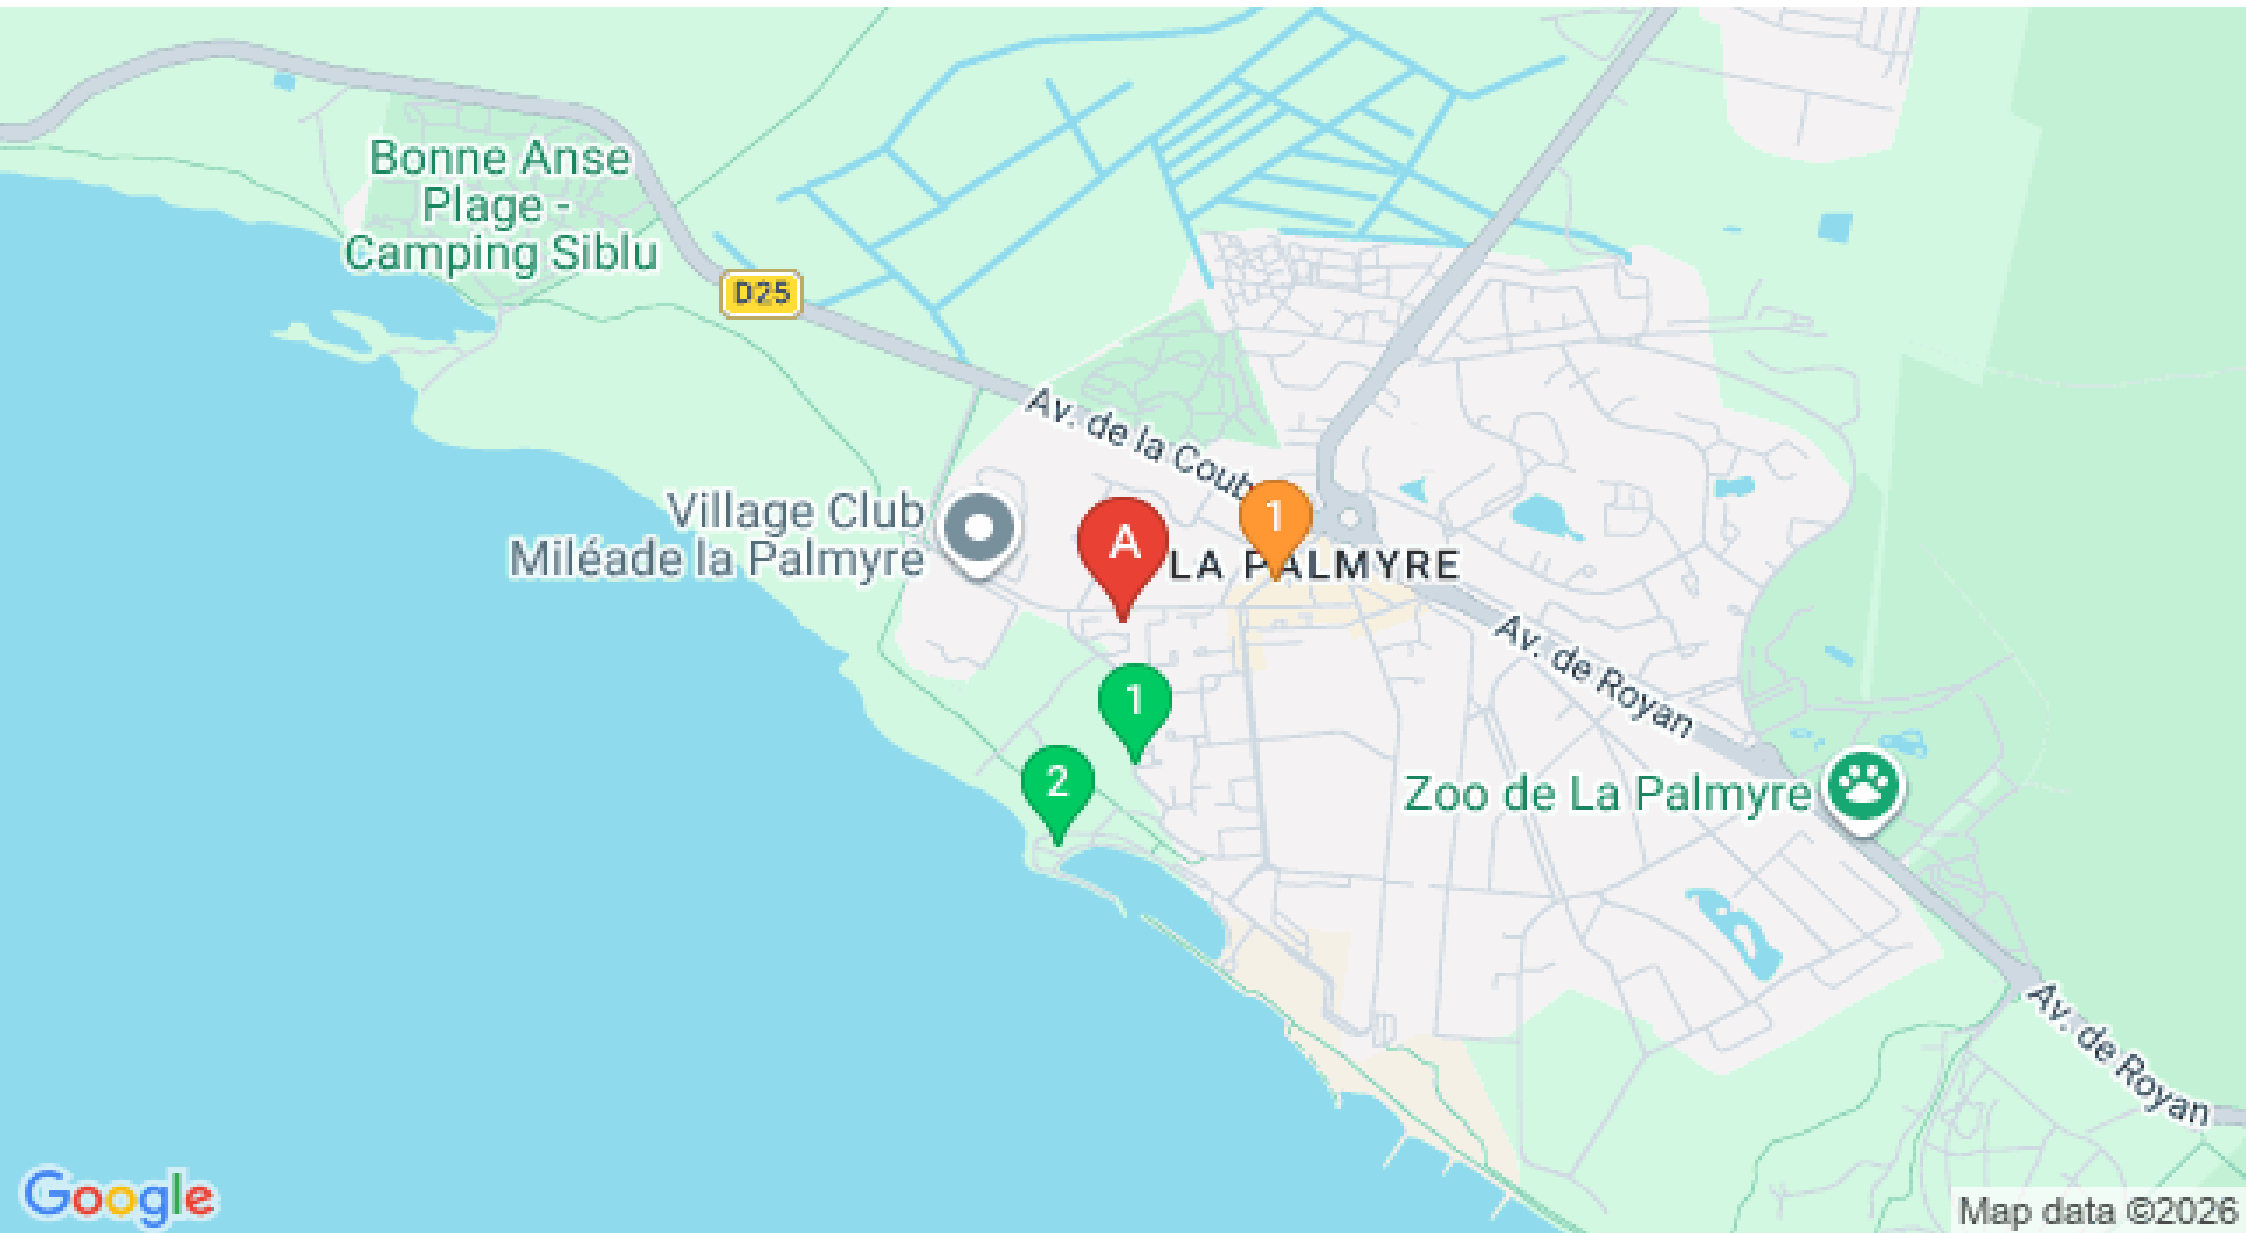 Bonne Anse
Plage -
Camping Siblu
D25
Av. de la Coub
Village Club
Miléade la Palmyre
A
1
LA PALMYRE
Av. de Royan
1
2
Zoo de La Palmyre
Av. de Royan
Google
Map data ©2026